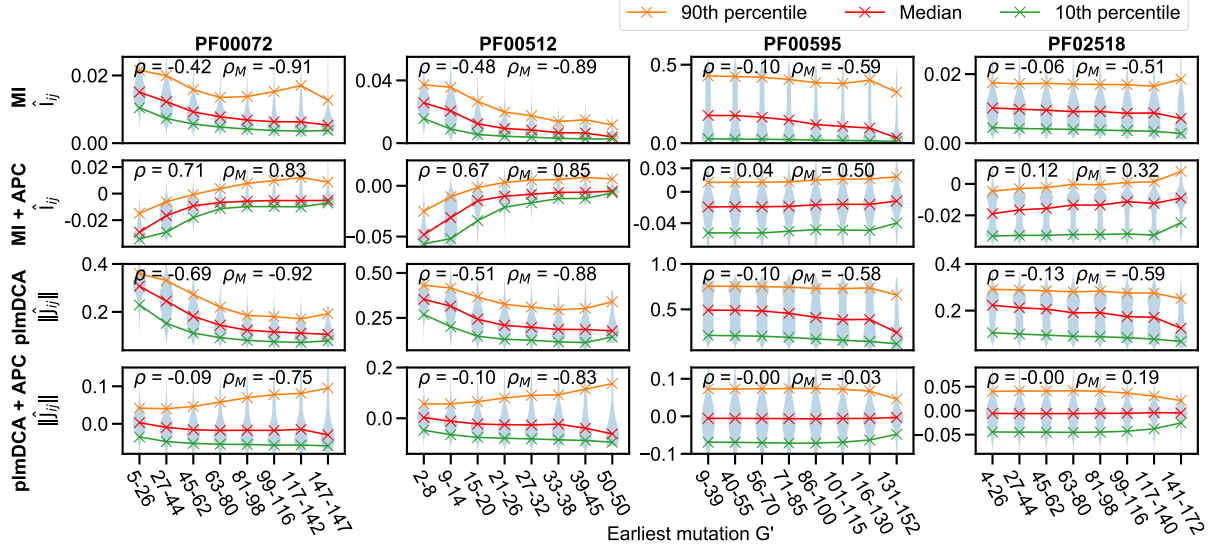 90th percentile Median 10th percentile
PF00072 PF00512 PF00595 PF02518
MI
Î_ij
ρ = -0.42 ρ_M = -0.91
0.02
0.00
ρ = -0.48 ρ_M = -0.89
0.04
0
ρ = -0.10 ρ_M = -0.59
0.5
0.0
ρ = -0.06 ρ_M = -0.51
0.02
0.00
MI + APC
Î_ij
ρ = 0.71 ρ_M = 0.83
0.02
0
-0.02
ρ = 0.67 ρ_M = 0.85
0.00
−0.05
ρ = 0.04 ρ_M = 0.50
0.03
0
-0.04
ρ = 0.12 ρ_M = 0.32
0
-0.02
plmDCA
||Ĵ_ij||
ρ = -0.69 ρ_M = -0.92
0.4
0.2
ρ = -0.51 ρ_M = -0.88
0.50
0.25
ρ = -0.10 ρ_M = -0.58
1.0
0.5
0.0
ρ = -0.13 ρ_M = -0.59
0.4
0.2
plmDCA + APC
||Ĵ_ij||
ρ = -0.09 ρ_M = -0.75
0.1
0.0
ρ = -0.10 ρ_M = -0.83
0.2
0.0
ρ = -0.00 ρ_M = -0.03
0.1
0.0
−0.1
ρ = -0.00 ρ_M = 0.19
0.05
0.00
−0.05
5-26 27-44 45-62 63-80 81-98 99-116 117-142 147-147
2-8 9-14 15-20 21-26 27-32 33-38 39-45 50-50
9-39 40-55 56-70 71-85 86-100 101-115 116-130 131-152
4-26 27-44 45-62 63-80 81-98 99-116 117-140 141-172
Earliest mutation G'